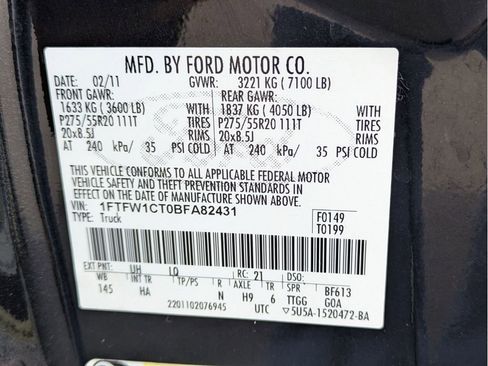 MFD. BY FORD MOTOR CO.
DATE: 02/11 GVWR: 3221 KG ( 7100 LB)
FRONT GAWR: REAR GAWR:
1633 KG ( 3600 LB) 1837 KG ( 4050 LB) WITH
P275/55R20 111T TIRES P275/55R20 111T TIRES
20x8.5J RIMS 20x8.5J RIMS
AT 240 kPa/ 35 PSI COLD AT 240 kPa/ 35 PSI COLD
THIS VEHICLE CONFORMS TO ALL APPLICABLE FEDERAL MOTOR
VEHICLE SAFETY AND THEFT PREVENTION STANDARDS IN
EFFECT ON THE DATE OF MANUFACTURE SHOWN ABOVE.
VIN: 1FTFW1CT0BFA82431
TYPE: Truck
F0149
T0199
EXT PNT: UH LQ RC: 21 DSO:
WB INT TR TP/PS R AXLE TR SPR BF613
145 HA N H9 6 TTGG GOA
2201102076945 UTC ▽5U5A-1520472-BA